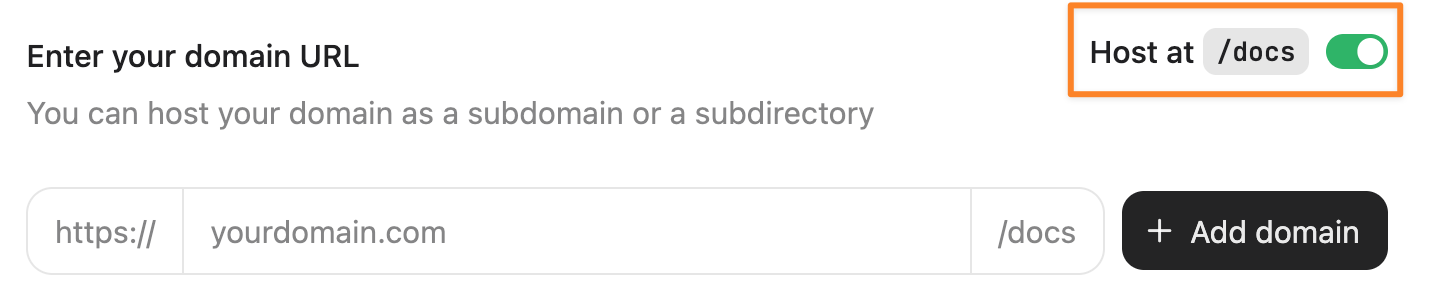 Enter your domain URL
Host at /docs
You can host your domain as a subdomain or a subdirectory
https:// yourdomain.com /docs + Add domain